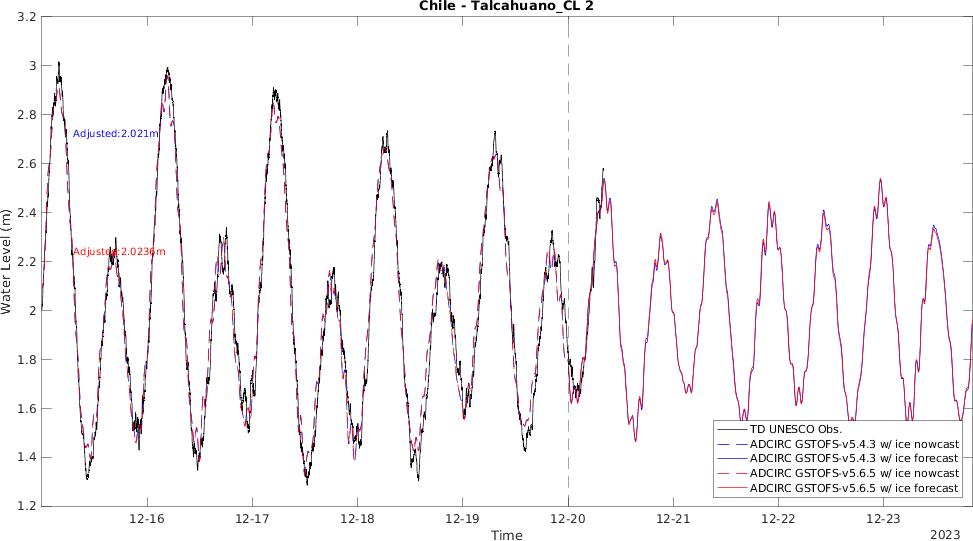 Chile - Talcahuano_CL 2
3.2
3
2.8
2.6
2.4
2.2
2
1.8
1.6
1.4
1.2
Water Level (m)
Adjusted:2.021m
Adjusted:2.0236m
TD UNESCO Obs.
ADCIRC GSTOFS-v5.4.3 w/ ice nowcast
ADCIRC GSTOFS-v5.4.3 w/ ice forecast
ADCIRC GSTOFS-v5.6.5 w/ ice nowcast
ADCIRC GSTOFS-v5.6.5 w/ ice forecast
12-16 12-17 12-18 12-19 12-20 12-21 12-22 12-23
Time
2023